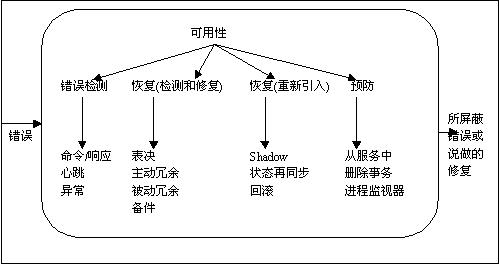 可用性
错误检测
恢复(检测和修复)
恢复(重新引入)
预防
错误
命令/响应
心跳
异常
表决
主动冗余
被动冗余
备件
Shadow
状态再同步
回滚
从服务中
删除事务
进程监视器
所屏蔽
错误或
说做的
修复